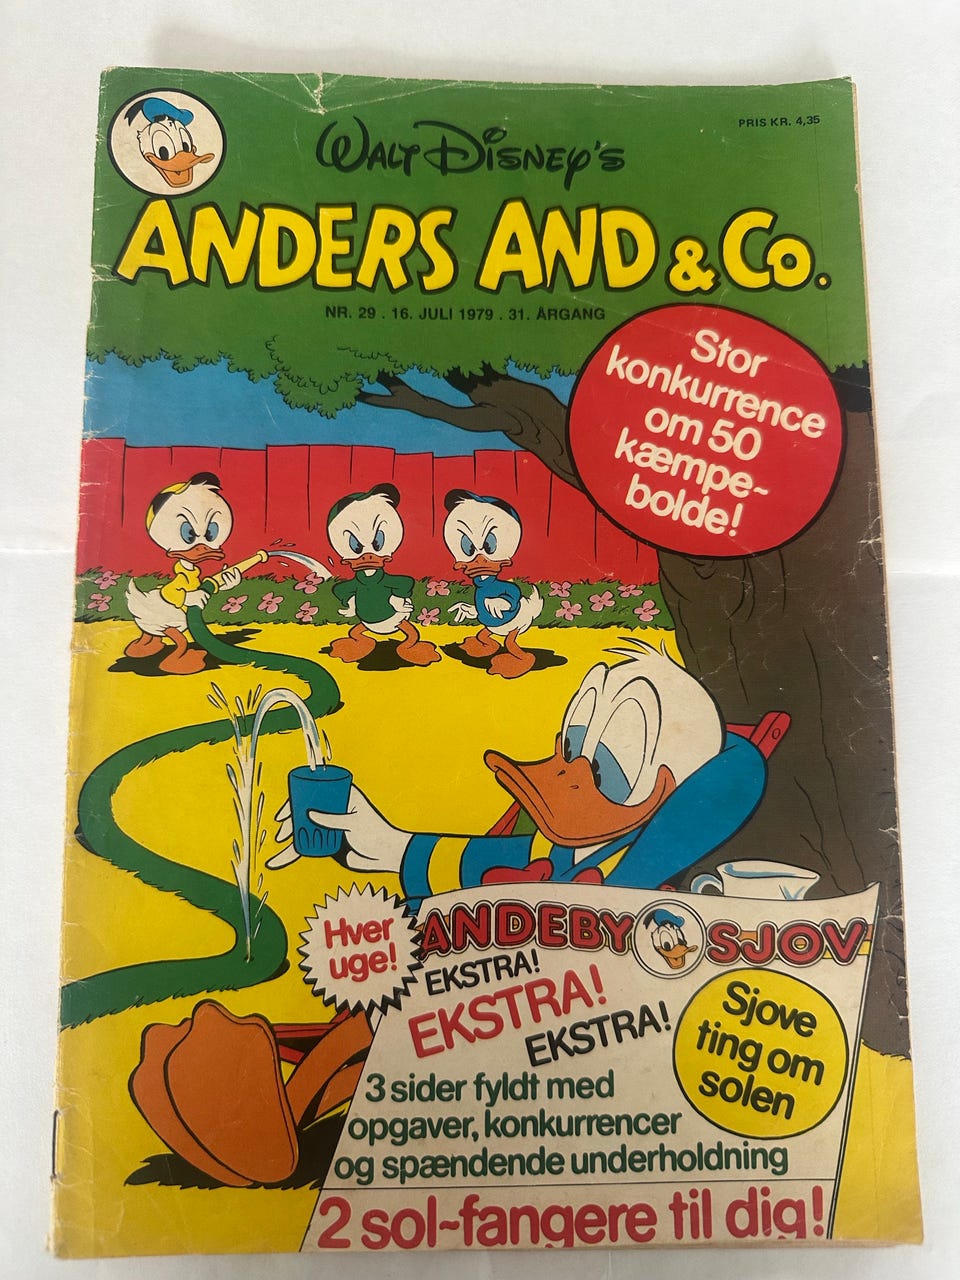 PRIS KR. 4,35
WALT DISNEY'S
ANDERS AND & Co.
NR. 29 . 16. JULI 1979 . 31. ÅRGANG
Stor
konkurrence
om 50
kæmpe-
bolde!
Hver
uge!
ANDEBY SJOV
EKSTRA!
EKSTRA!
EKSTRA!
Sjove
ting om
solen
3 sider fyldt med
opgaver, konkurrencer
og spændende underholdning
2 sol-fangere til dig!